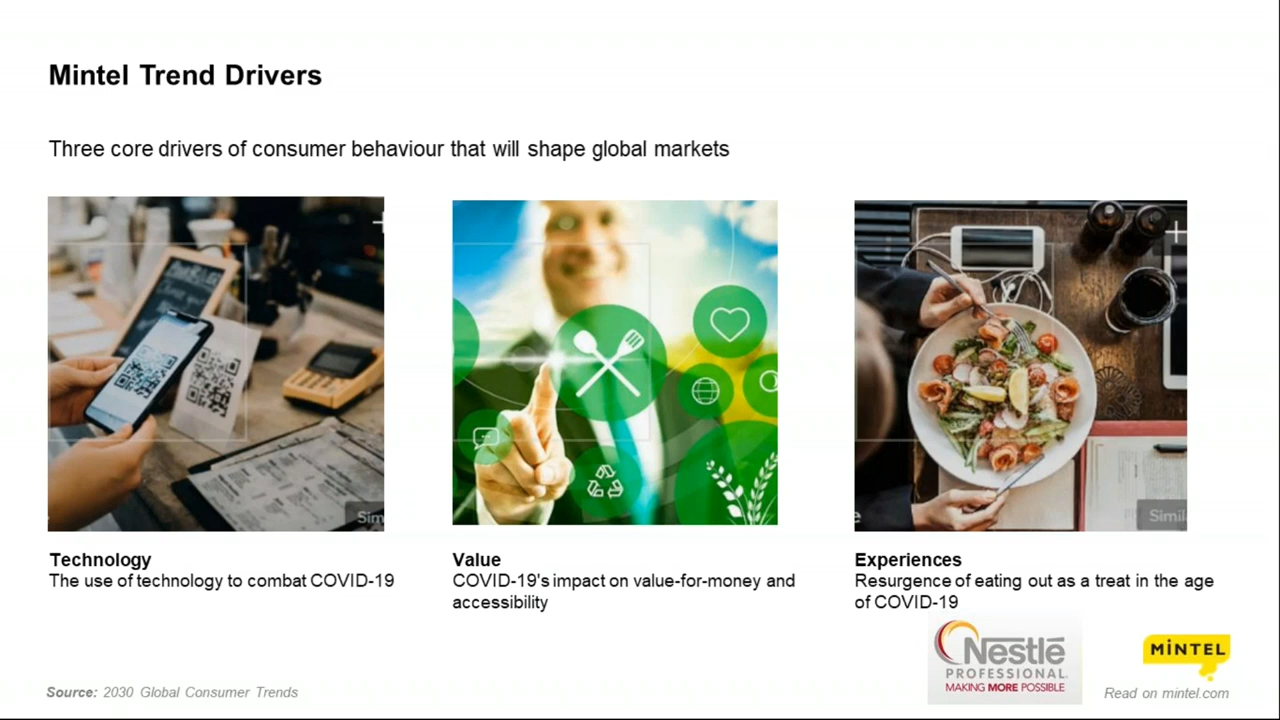 Mintel Trend Drivers
Three core drivers of consumer behaviour that will shape global markets
Sim
e
Simil
Technology
The use of technology to combat COVID-19
Value
COVID-19's impact on value-for-money and
accessibility
Experiences
Resurgence of eating out as a treat in the age
of COVID-19
Nestlé
PROFESSIONAL
MAKING MORE POSSIBLE
MiNTEL
Source: 2030 Global Consumer Trends
Read on mintel.com